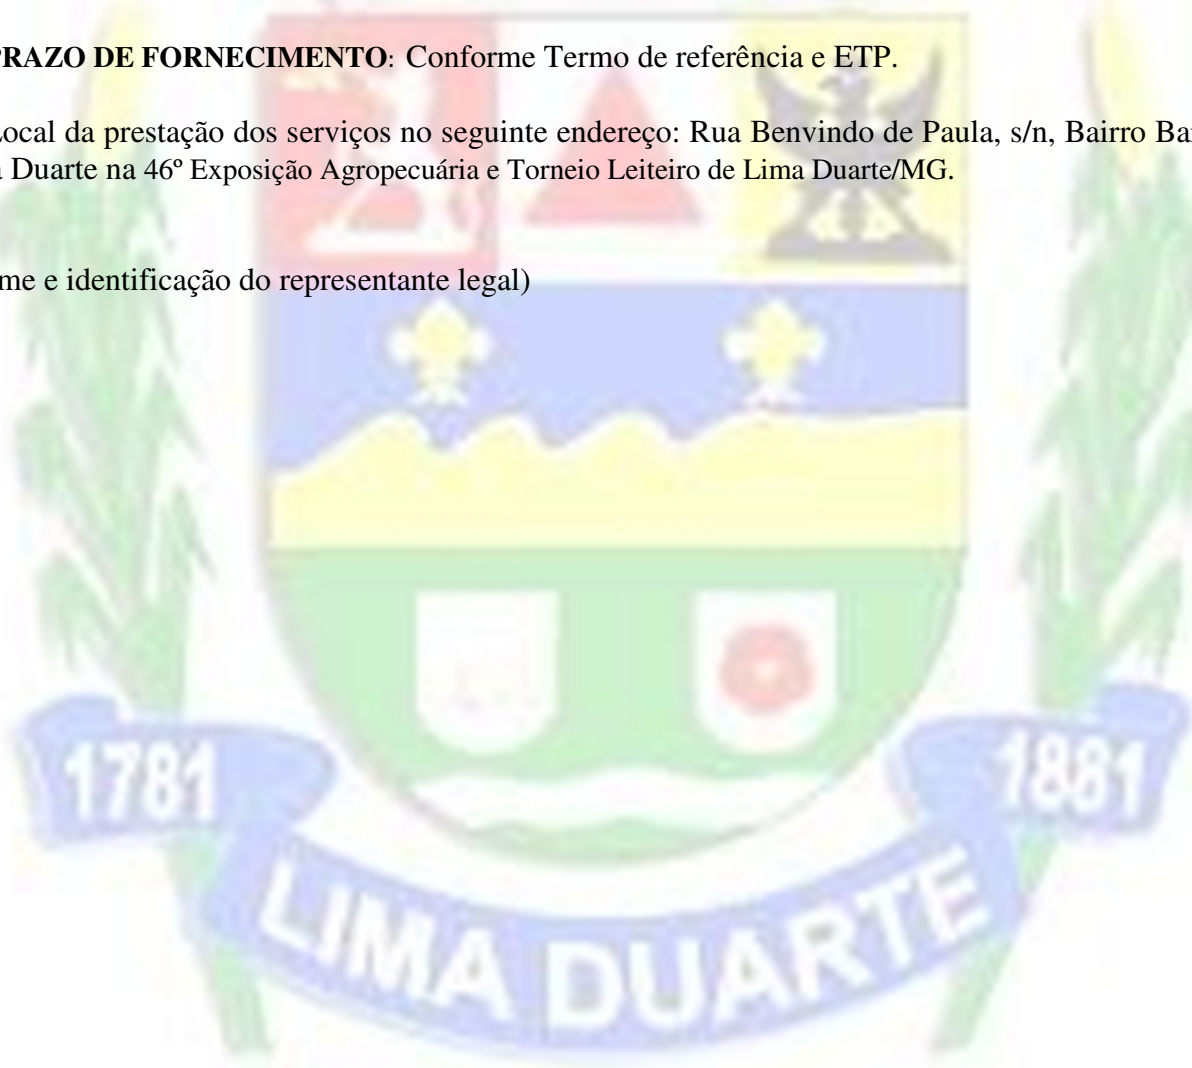 PRAZO DE FORNECIMENTO: Conforme Termo de referência e ETP.
Local da prestação dos serviços no seguinte endereço: Rua Benvindo de Paula, s/n, Bairro
Duarte na 46º Exposição Agropecuária e Torneio Leiteiro de Lima Duarte/MG.
e identificação do representante legal)
1781
1881
LIMA DUARTE